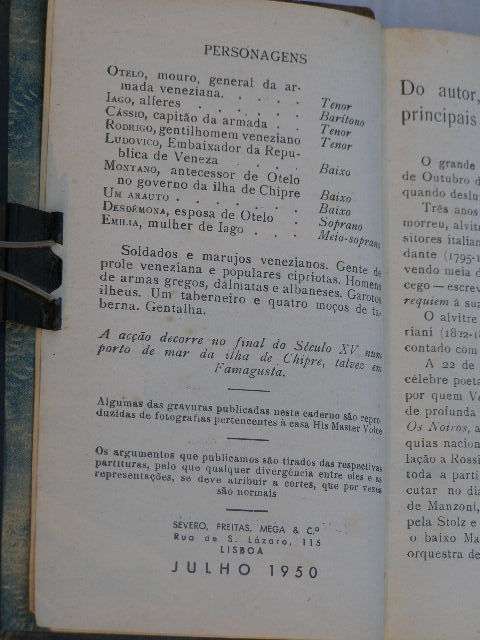 PERSONAGENS
OTELO, mouro, general da ar-
mada veneziana. . . . . Tenor
IAGO, alferes . . . . . . Barítono
CÁSSIO, capitão da armada . . Tenor
RODRIGO, gentilhomem veneziano Tenor
LUDOVICO, Embaixador da Repu-
blica de Veneza . . . Baixo
MONTANO, antecessor de Otelo
no governo da ilha de Chipre Baixo
UM ARAUTO . . . . . . Baixo
DESDÉMONA, esposa de Otelo . Soprano
EMILIA, mulher de Iago . . . Meio-soprano
Soldados e marujos venezianos. Gente de
prole veneziana e populares cipriotas. Homens
de armas gregos, dálmatas e albaneses. Garotos
ilheus. Um taberneiro e quatro moços de ta-
berna. Gentalha.
A acção decorre no final do Século XV num
porto de mar da ilha de Chipre, talvez em
Famagusta.
Algumas das gravuras publicadas neste caderno são repro-
duzidas de fotografias pertencentes à casa His Master Voice
Os argumentos que publicamos são tirados das respectivas
partituras, pelo que qualquer divergência entre eles e as
representações, se deve atribuir a cortes, que por vezes
são normais
SEVERO, FREITAS, MEGA & C.ª
Rua de S. Lázaro, 115
LISBOA
JULHO 1950
Do autor,
principais
O grande
de Outubro d
quando deslu
Três anos
morreu, alvitr
sitores italian
dante (1795-1
vendo meia d
cego — escrev
requiem à sua
O alvitre
riani (1812-18
contado com
A 22 de
célebre poeta
por quem Ve
de profunda
Os Noivos, a
quias nacion
lação a Rossi
toda a parti
cutar no dia
de Manzoni,
pela Stolz e
o baixo Ma
orquestra de